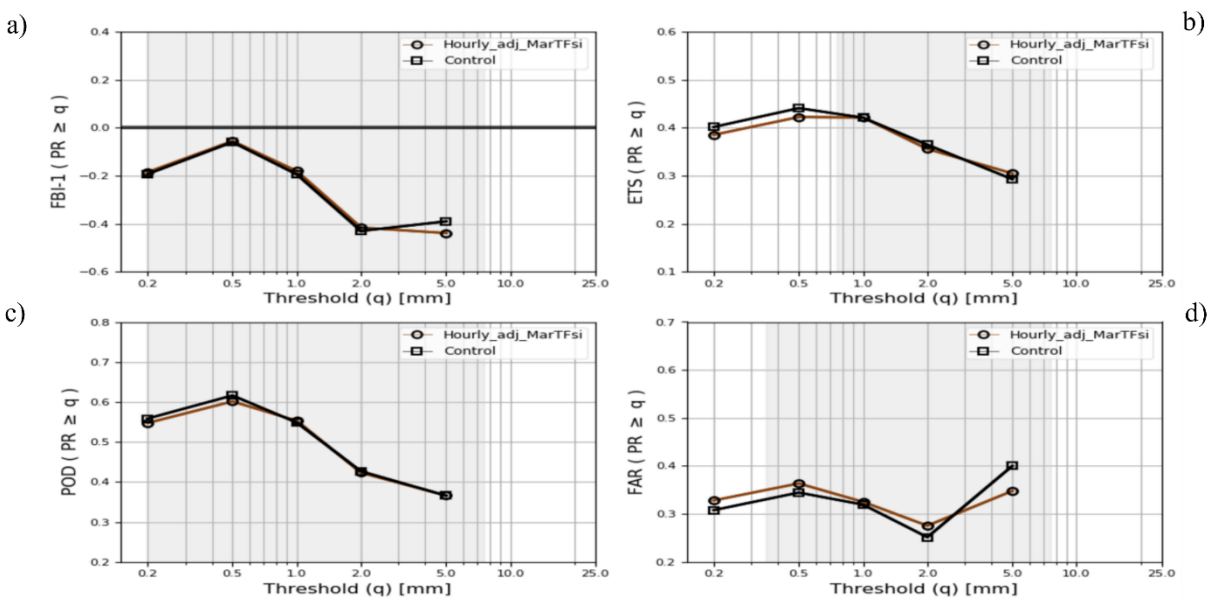 a)
0.4
0.2
0.0
−0.2
−0.4
−0.6
FBI-1 ( PR ≥ q)
Hourly_adj_MarTFsi
Control
0.2 0.5 1.0 2.0 5.0 10.0 25.0
Threshold (q) [mm]
b)
0.6
0.5
0.4
0.3
0.2
0.1
ETS ( PR ≥ q)
Hourly_adj_MarTFsi
Control
0.2 0.5 1.0 2.0 5.0 10.0 25.0
Threshold (q) [mm]
c)
0.8
0.7
0.6
0.5
0.4
0.3
0.2
POD ( PR ≥ q)
Hourly_adj_MarTFsi
Control
0.2 0.5 1.0 2.0 5.0 10.0 25.0
Threshold (q) [mm]
d)
0.7
0.6
0.5
0.4
0.3
0.2
FAR ( PR ≥ q)
Hourly_adj_MarTFsi
Control
0.2 0.5 1.0 2.0 5.0 10.0 25.0
Threshold (q) [mm]